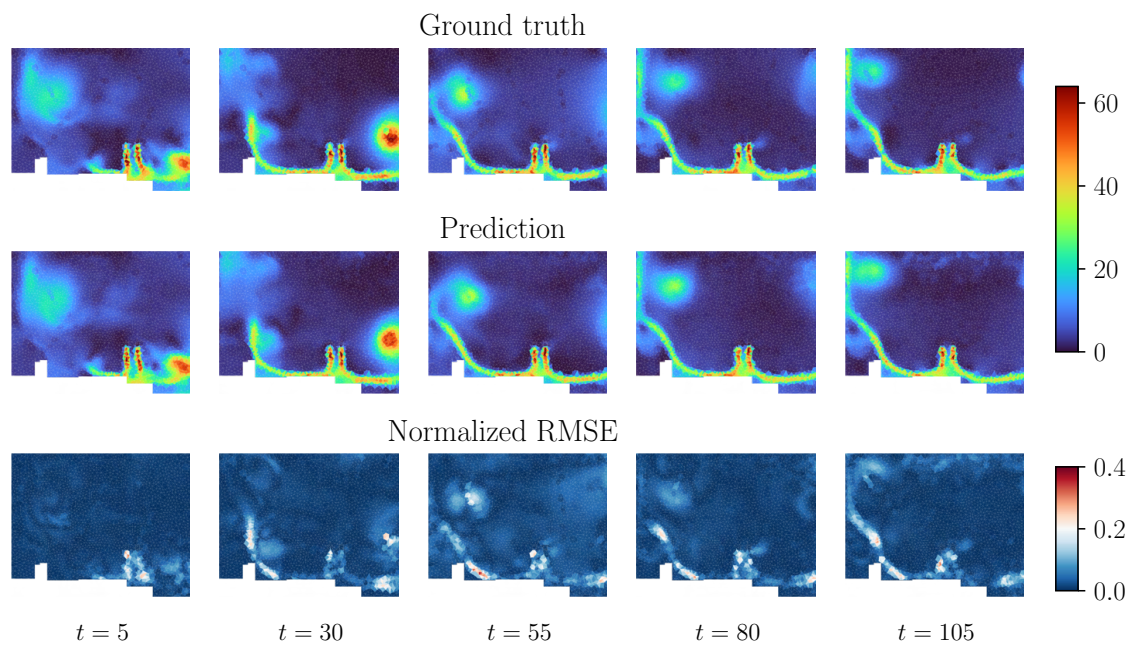 Ground truth
60
40
20
0
Prediction
Normalized RMSE
0.4
0.2
0.0
t = 5 t = 30 t = 55 t = 80 t = 105